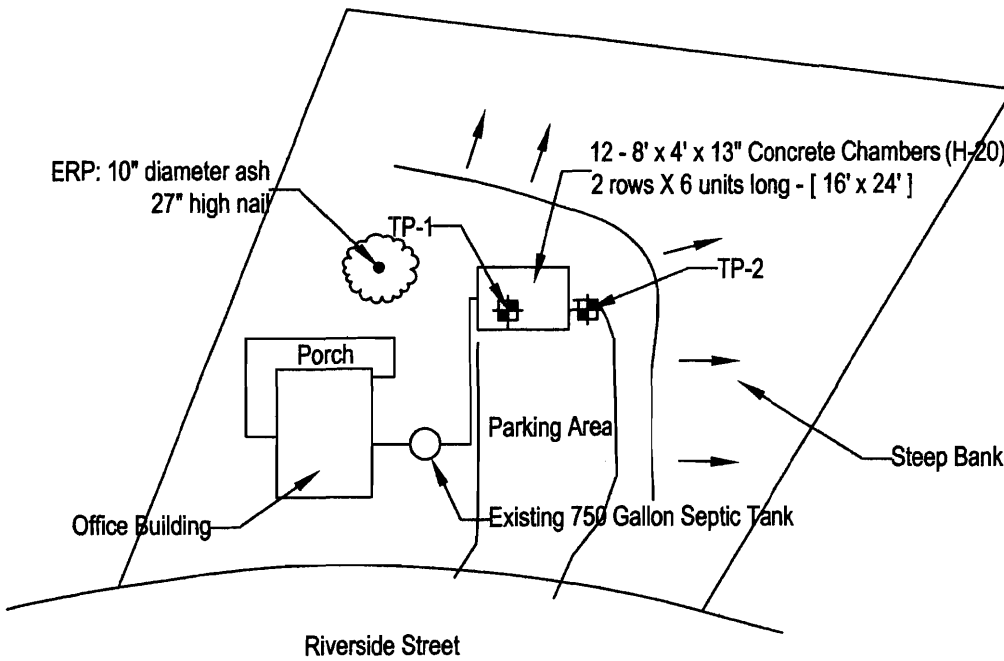 12 - 8' x 4' x 13" Concrete Chambers (H-20)
2 rows X 6 units long - [ 16' x 24' ]
ERP: 10" diameter ash
27" high nail
TP-1
TP-2
Porch
Parking Area
Steep Bank
Office Building
Existing 750 Gallon Septic Tank
Riverside Street